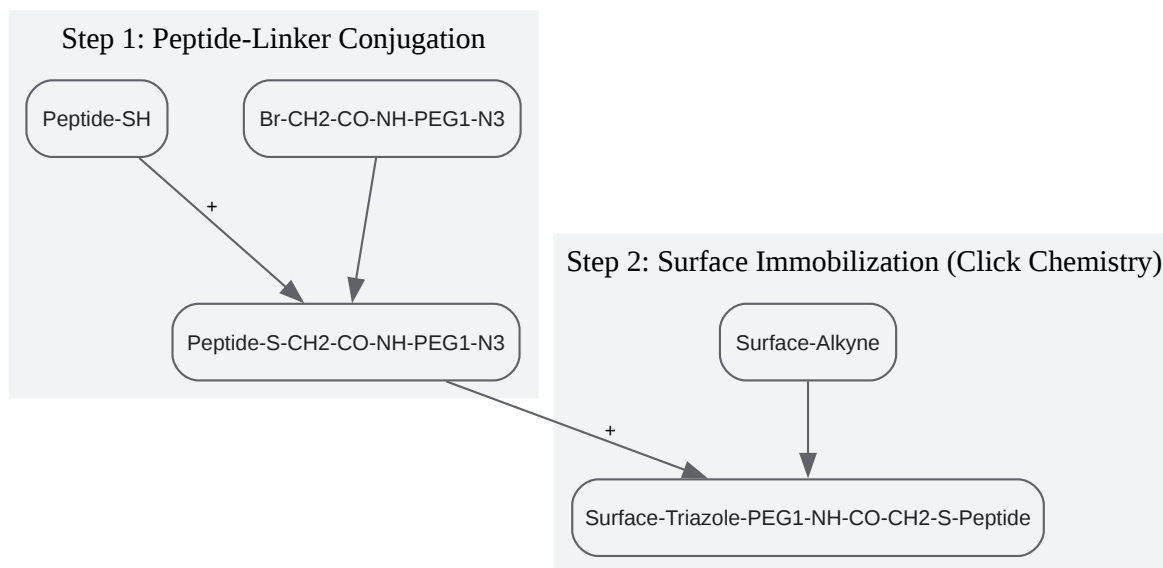 Step 1: Peptide-Linker Conjugation
Peptide-SH
Br-CH2-CO-NH-PEG1-N3
+
Peptide-S-CH2-CO-NH-PEG1-N3
Step 2: Surface Immobilization (Click Chemistry)
Surface-Alkyne
+
Surface-Triazole-PEG1-NH-CO-CH2-S-Peptide